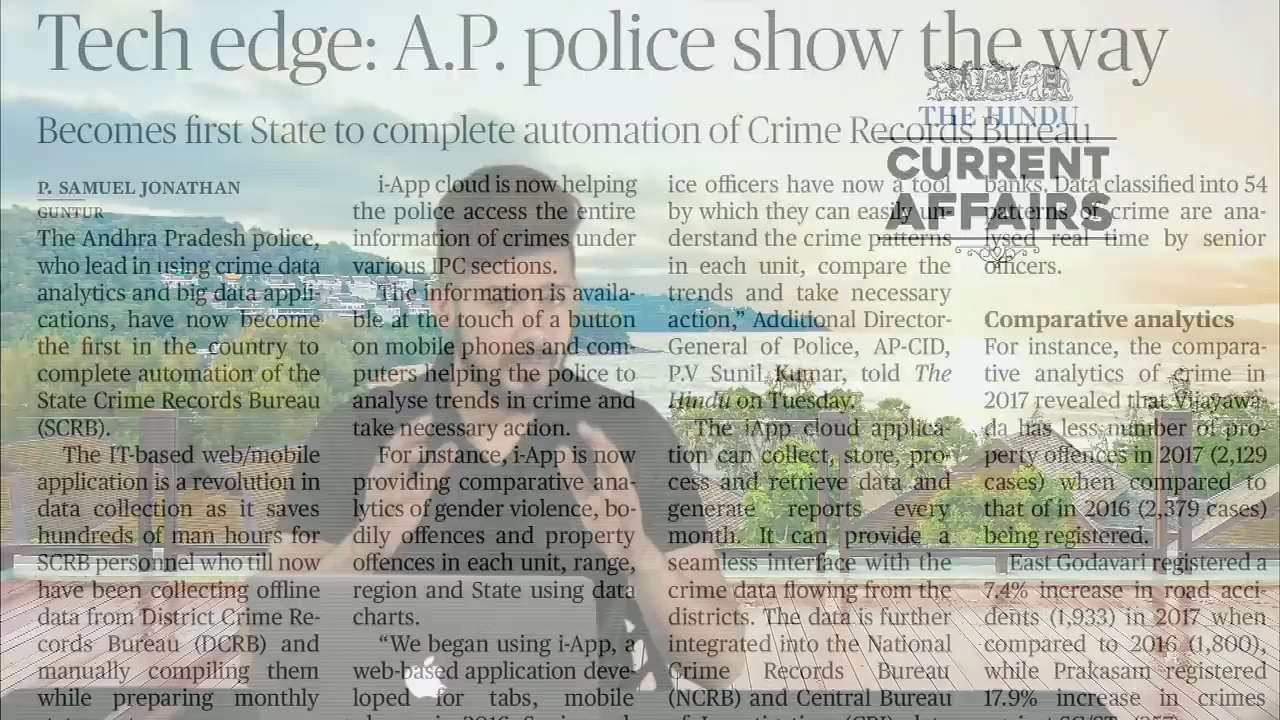 Tech edge: A.P. police show the way
Becomes first State to complete automation of Crime Records Bureau
THE HINDU
CURRENT
AFFAIRS
P. SAMUEL JONATHAN
GUNTUR
The Andhra Pradesh police,
who lead in using crime data
analytics and big data appli-
cations, have now become
the first in the country to
complete automation of the
State Crime Records Bureau
(SCRB).
The IT-based web/mobile
application is a revolution in
data collection as it saves
hundreds of man hours for
SCRB personnel who till now
have been collecting offline
data from District Crime Re-
cords Bureau (DCRB) and
manually compiling them
while preparing monthly
i-App cloud is now helping
the police access the entire
information of crimes under
various IPC sections.
The information is availa-
ble at the touch of a button
on mobile phones and com-
puters helping the police to
analyse trends in crime and
take necessary action.
For instance, i-App is now
providing comparative ana-
lytics of gender violence, bo-
dily offences and property
offences in each unit, range,
region and State using data
charts.
“We began using i-App, a
web-based application deve-
loped for tabs, mobile
ice officers have now a tool
by which they can easily un-
derstand the crime patterns
in each unit, compare the
trends and take necessary
action,” Additional Director-
General of Police, AP-CID,
P.V Sunil Kumar, told The
Hindu on Tuesday.
The iApp cloud applica-
tion can collect, store, pro-
cess and retrieve data and
generate reports every
month. It can provide a
seamless interface with the
crime data flowing from the
districts. The data is further
integrated into the National
Crime Records Bureau
(NCRB) and Central Bureau
banks. Data classified into 54
patterns of crime are ana-
lysed real time by senior
officers.
Comparative analytics
For instance, the compara-
tive analytics of crime in
2017 revealed that Vijayawa-
da has less number of pro-
perty offences in 2017 (2,129
cases) when compared to
that of in 2016 (2,379 cases)
being registered.
East Godavari registered a
7.4% increase in road acci-
dents (1,933) in 2017 when
compared to 2016 (1,800),
while Prakasam registered
17.9% increase in crimes